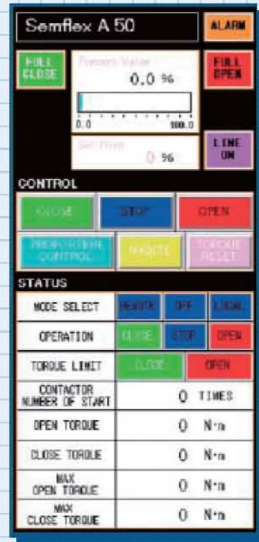 Semflex A 50
ALARM
FULL CLOSE
Present Value
0.0 %
0.0 100.0
FULL OPEN
Set Point
0 %
LINE ON
CONTROL
CLOSE STOP OPEN
PROPORTION CONTROL
TORQUE RESET
STATUS
MODE SELECT REMOTE OFF LOCAL
OPERATION CLOSE STOP OPEN
TORQUE LIMIT CLOSE OPEN
CONTACTOR NUMBER OF START 0 TIMES
OPEN TORQUE 0 N·m
CLOSE TORQUE 0 N·m
MAX OPEN TORQUE 0 N·m
MAX CLOSE TORQUE 0 N·m